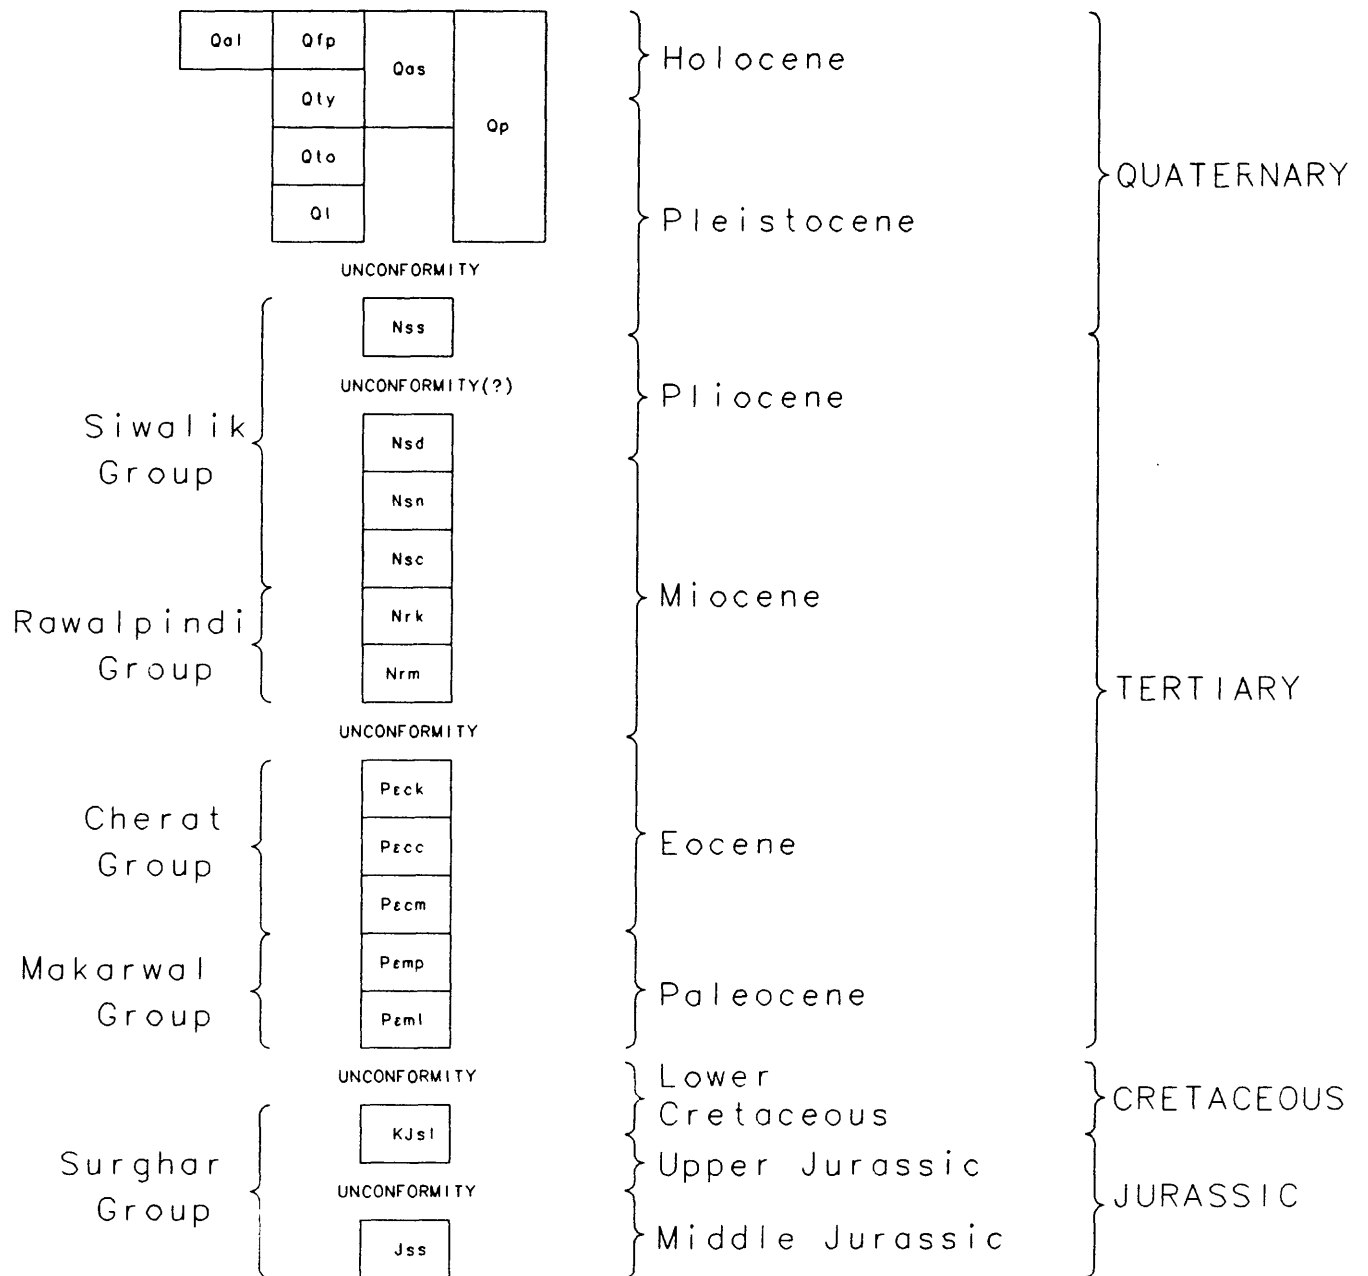 Qal Qfp Qas Qp
Holocene
Qty
Qto
Ql
QUATERNARY
Pleistocene
UNCONFORMITY
Nss
UNCONFORMITY(?)
Pliocene
Siwalik
Group
Nsd
Nsn
Nsc
Miocene
Rawalpindi
Group
Nrk
Nrm
TERTIARY
UNCONFORMITY
Cherat
Group
Pεck
Pεcc
Pεcm
Eocene
Makarwal
Group
Pεmp
Pεml
Paleocene
UNCONFORMITY
Lower
Cretaceous
CRETACEOUS
KJsl
Surghar
Group
Upper Jurassic
UNCONFORMITY
JURASSIC
Jss
Middle Jurassic